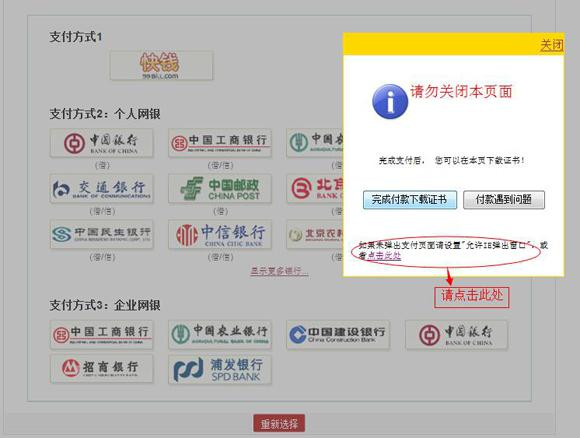 支付方式1
快钱
99BILL.com
支付方式2：个人网银
中国银行
BANK OF CHINA
(借)
中国工商银行
(借/信)
中国农
AGRICULTURAL BANK
交通银行
BANK OF COMMUNICATIONS
(借/信)
中国邮政
CHINA POST
(借/信)
北京
BANK
中国民生银行
CHINA MINSHENG BANKING CORP., LTD.
(借/信)
中信银行
CHINA CITIC BANK
(借/信)
北京农
显示更多银行...
支付方式3：企业网银
中国工商银行
中国农业银行
AGRICULTURAL BANK OF CHINA
中国建设银行
China Construction Bank
中国银行
BANK OF CHINA
招商银行
CHINA MERCHANTS BANK
浦发银行
SPD BANK
重新选择
关闭
请勿关闭本页面
完成支付后， 您可以在本页下载证书！
完成付款下载证书
付款遇到问题
如果未弹出支付页面请设置"允许IE弹出窗口"，或
者点击此处
请点击此处